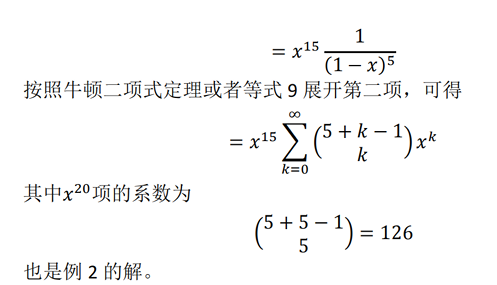 = x^{15} \frac{1}{(1-x)^5}
按照牛顿二项式定理或者等式 9 展开第二项，可得
= x^{15} \sum_{k=0}^{\infty} \binom{5+k-1}{k} x^k
其中x^{20}项的系数为
\binom{5+5-1}{5} = 126
也是例 2 的解。